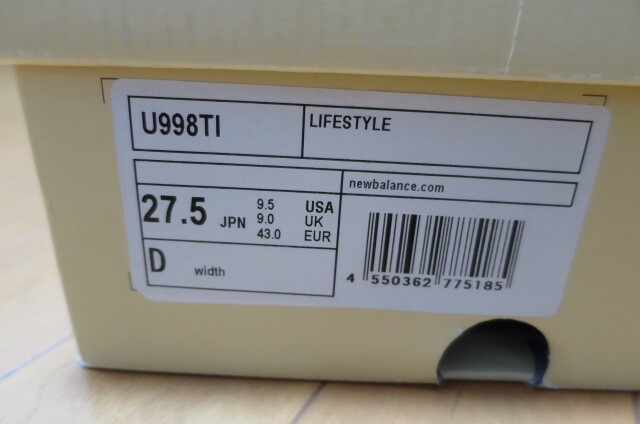 U998TI
LIFESTYLE
newbalance.com
27.5 JPN
9.5 USA
9.0 UK
43.0 EUR
D width
4 550362 775185